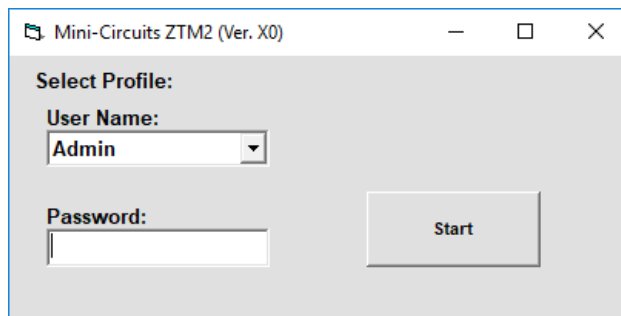 Mini-Circuits ZTM2 (Ver. X0)
Select Profile:
User Name:
Admin
Password:
Start